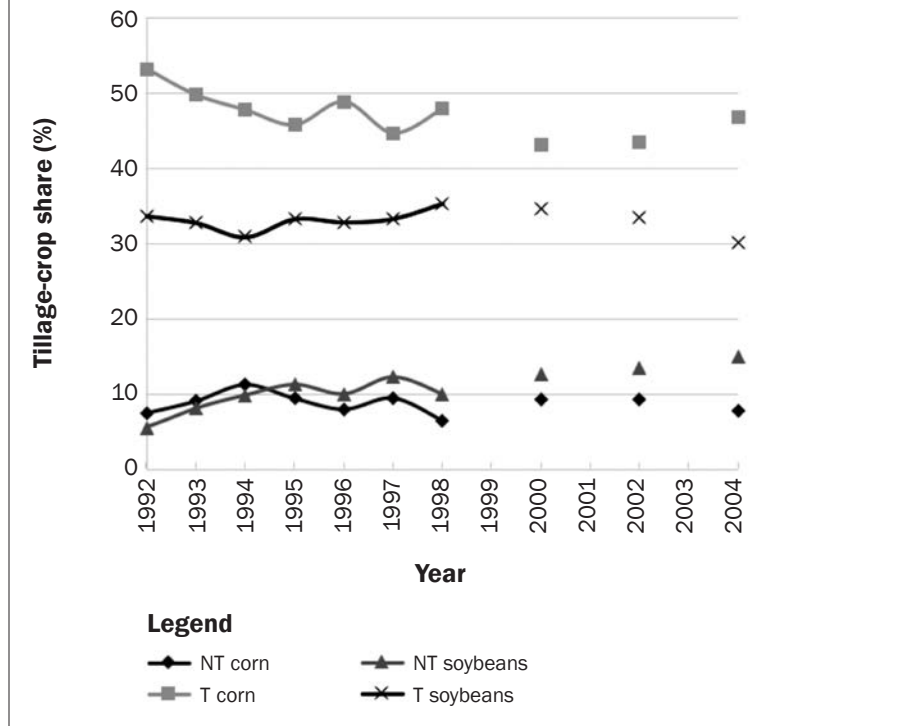 60
50
40
30
20
10
0
Tillage-crop share (%)
1992
1993
1994
1995
1996
1997
1998
1999
2000
2001
2002
2003
2004
Year
Legend
NT corn
NT soybeans
T corn
T soybeans